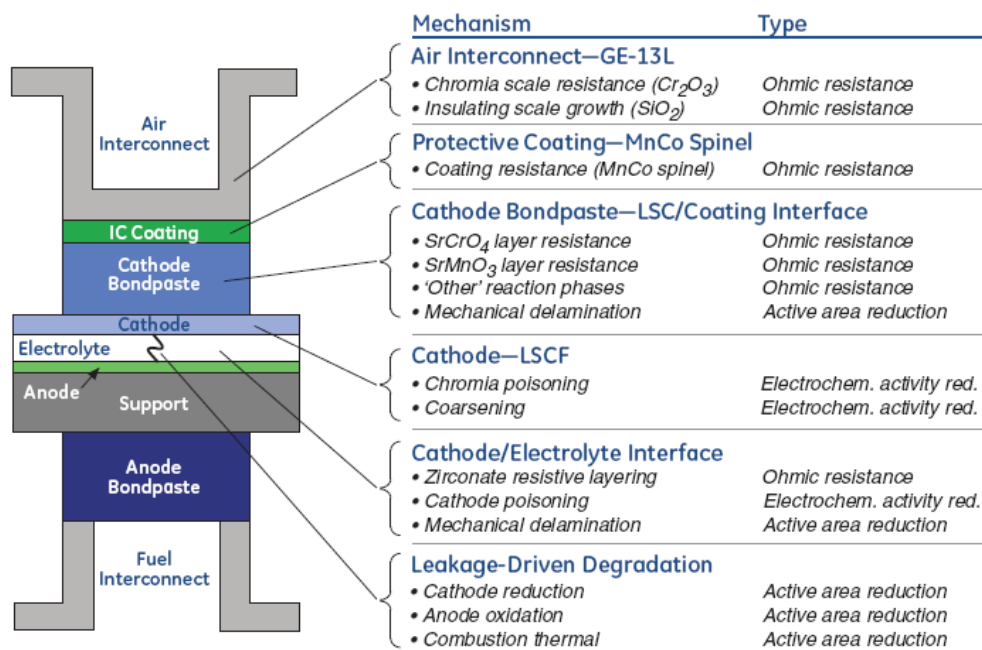 Mechanism Type
Air Interconnect—GE-13L
• Chromia scale resistance (Cr2O3) Ohmic resistance
• Insulating scale growth (SiO2) Ohmic resistance
Protective Coating—MnCo Spinel
• Coating resistance (MnCo spinel) Ohmic resistance
Cathode Bondpaste—LSC/Coating Interface
• SrCrO4 layer resistance Ohmic resistance
• SrMnO3 layer resistance Ohmic resistance
• ‘Other’ reaction phases Ohmic resistance
• Mechanical delamination Active area reduction
Cathode—LSCF
• Chromia poisoning Electrochem. activity red.
• Coarsening Electrochem. activity red.
Cathode/Electrolyte Interface
• Zirconate resistive layering Ohmic resistance
• Cathode poisoning Electrochem. activity red.
• Mechanical delamination Active area reduction
Leakage-Driven Degradation
• Cathode reduction Active area reduction
• Anode oxidation Active area reduction
• Combustion thermal Active area reduction
Air
Interconnect
IC Coating
Cathode
Bondpaste
Cathode
Electrolyte
Anode
Support
Anode
Bondpaste
Fuel
Interconnect